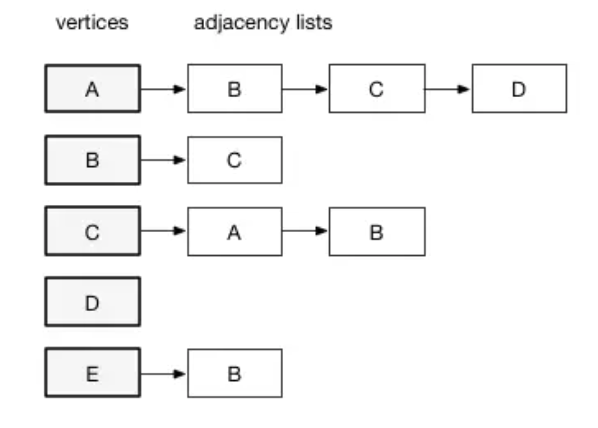 vertices adjacency lists
A B C D
B C
C A B
D
E B